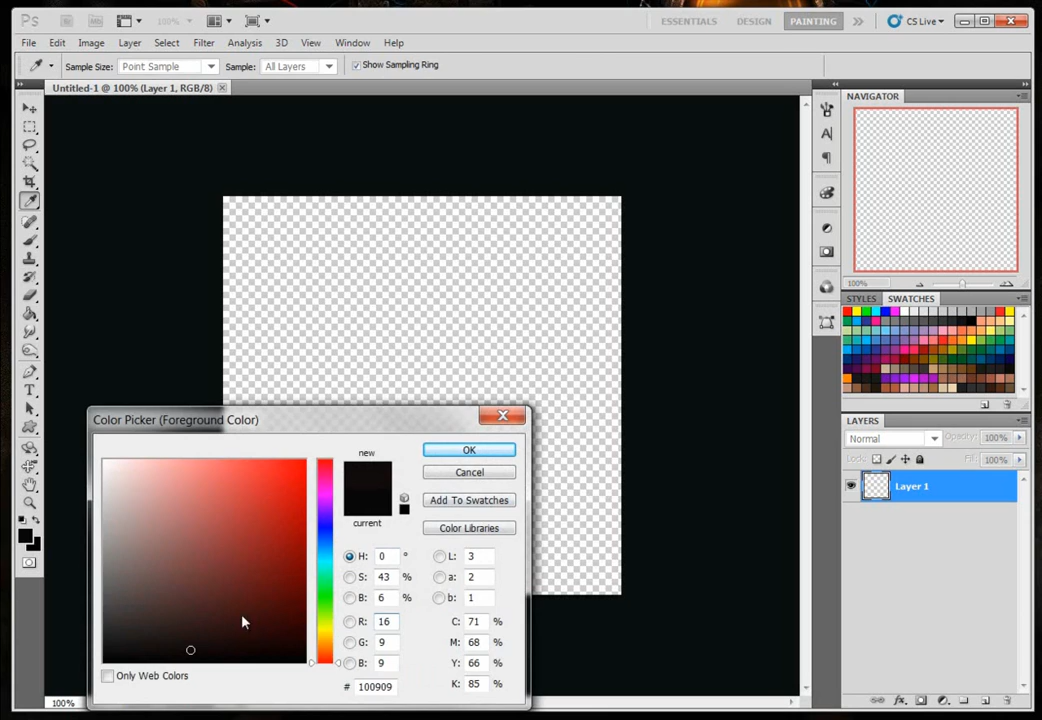 Ps 100% ESSENTIALS DESIGN PAINTING CS Live
File Edit Image Layer Select Filter Analysis 3D View Window Help
Sample Size: Point Sample Sample: All Layers Show Sampling Ring
Untitled-1 @ 100% (Layer 1, RGB/8)
NAVIGATOR
100%
STYLES SWATCHES
LAYERS
Normal Opacity: 100%
Lock: Fill: 100%
Layer 1
Color Picker (Foreground Color)
new
current
OK
Cancel
Add To Swatches
Color Libraries
H: 0 ° L: 3
S: 43 % a: 2
B: 6 % b: 1
R: 16 C: 71 %
G: 9 M: 68 %
B: 9 Y: 66 %
# 100909 K: 85 %
Only Web Colors
100%